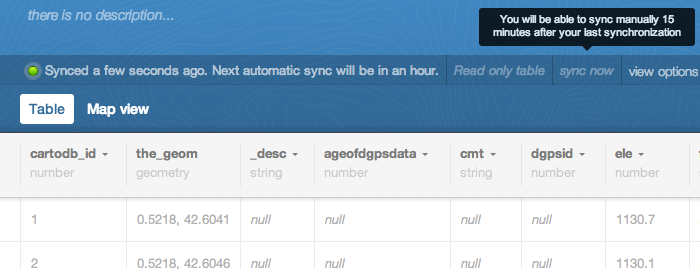 there is no description...
You will be able to sync manually 15
minutes after your last synchronization
Synced a few seconds ago. Next automatic sync will be in an hour. Read only table sync now view options
Table Map view
cartodb_id the_geom _desc ageofdgpsdata cmt dgpsid ele
number geometry string number string number number
1 0.5218, 42.6041 null null null null 1130.7
2 0.5218, 42.6046 null null null null 1130.1